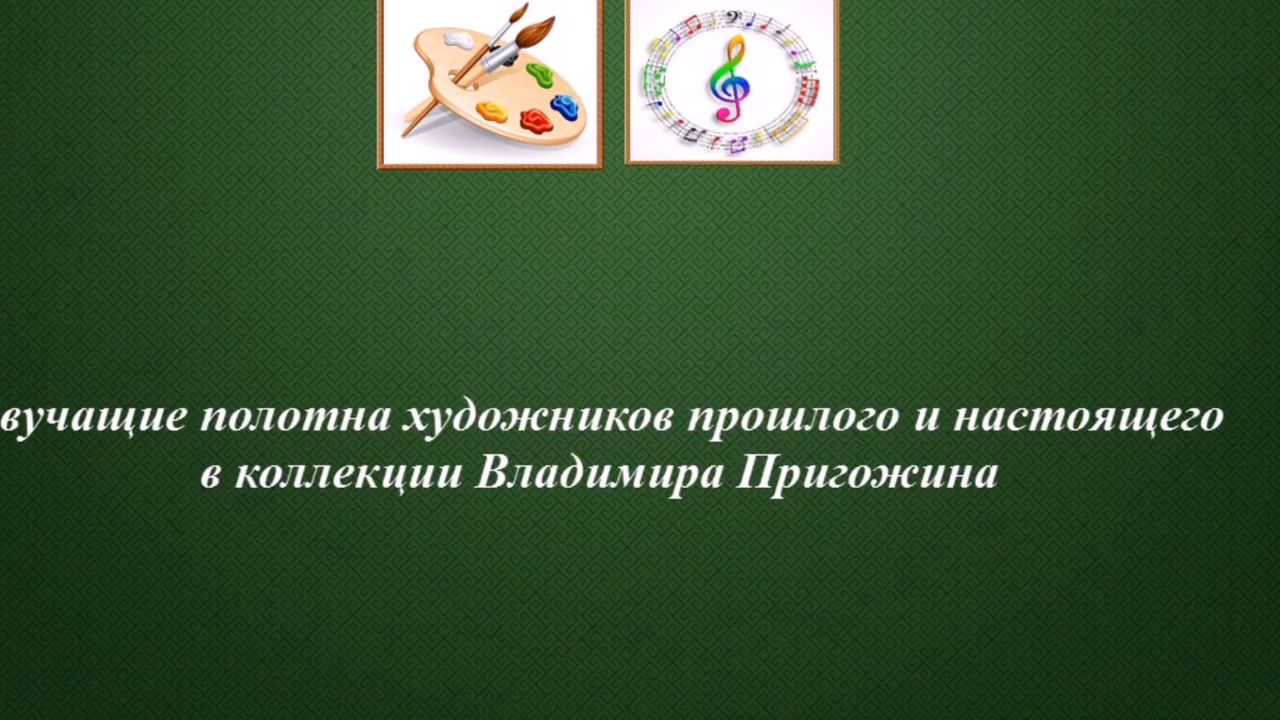 вучащие полотна художников прошлого и настоящего
в коллекции Владимира Пригожина